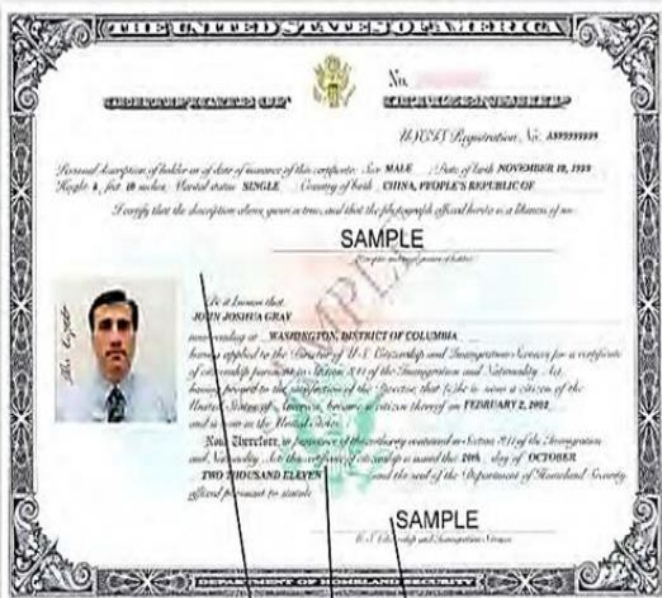 THE UNITED STATES OF AMERICA
No.
CERTIFICATE OF CITIZENSHIP
USCIS Registration No. A999999999
Personal description of holder as of date of issuance of this certificate: Sex MALE Date of birth NOVEMBER 10,
Height feet 10 inches Marital status SINGLE Country of birth CHINA, PEOPLE'S REPUBLIC OF
I certify that the description above given is true, and that the photograph affixed hereto is a likeness of me.
SAMPLE
SAMPLE
Be it known that
JOHN JOSHUA GRAY
now residing at WASHINGTON, DISTRICT OF COLUMBIA
having applied to the Director of U.S. Citizenship and Immigration Services for a certificate
of citizenship pursuant to Section 341 of the Immigration and Nationality Act,
having proved to the satisfaction of the Director, that (s)he is now a citizen of the
United States of America, became a citizen thereof on FEBRUARY 2, 2002
and is now in the United States
Now Therefore, in pursuance of the authority contained in Section 341 of the Immigration
and Nationality Act this certificate of citizenship is issued this 20th day of OCTOBER
TWO THOUSAND ELEVEN and the seal of the Department of Homeland Security
affixed pursuant to statute
SAMPLE
U.S. Citizenship and Immigration Services
DEPARTMENT OF HOMELAND SECURITY